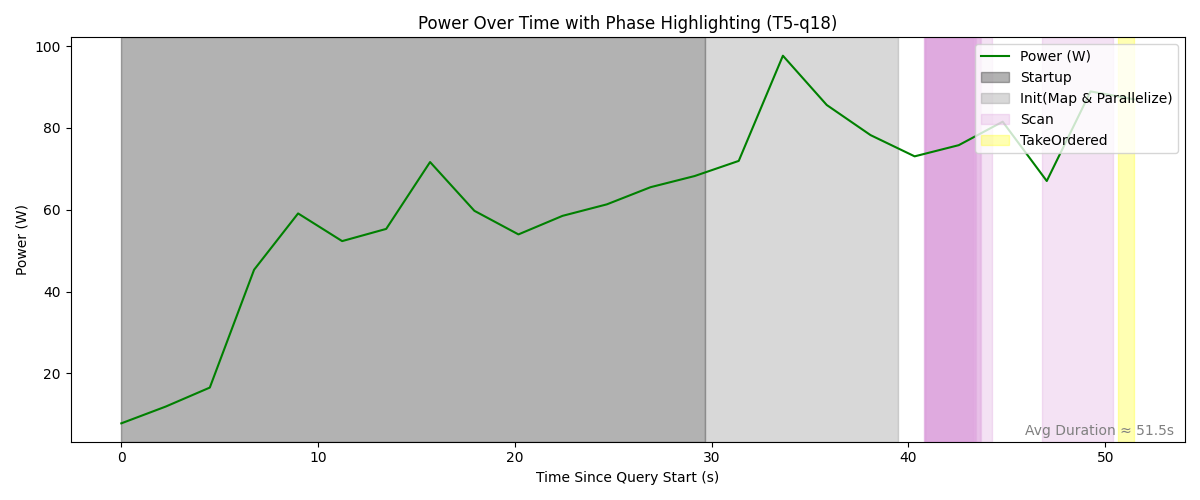 Power Over Time with Phase Highlighting (T5-q18)
Power (W)
100
80
60
40
20
Power (W)
Startup
Init(Map & Parallelize)
Scan
TakeOrdered
Avg Duration ≈ 51.5s
0 10 20 30 40 50
Time Since Query Start (s)